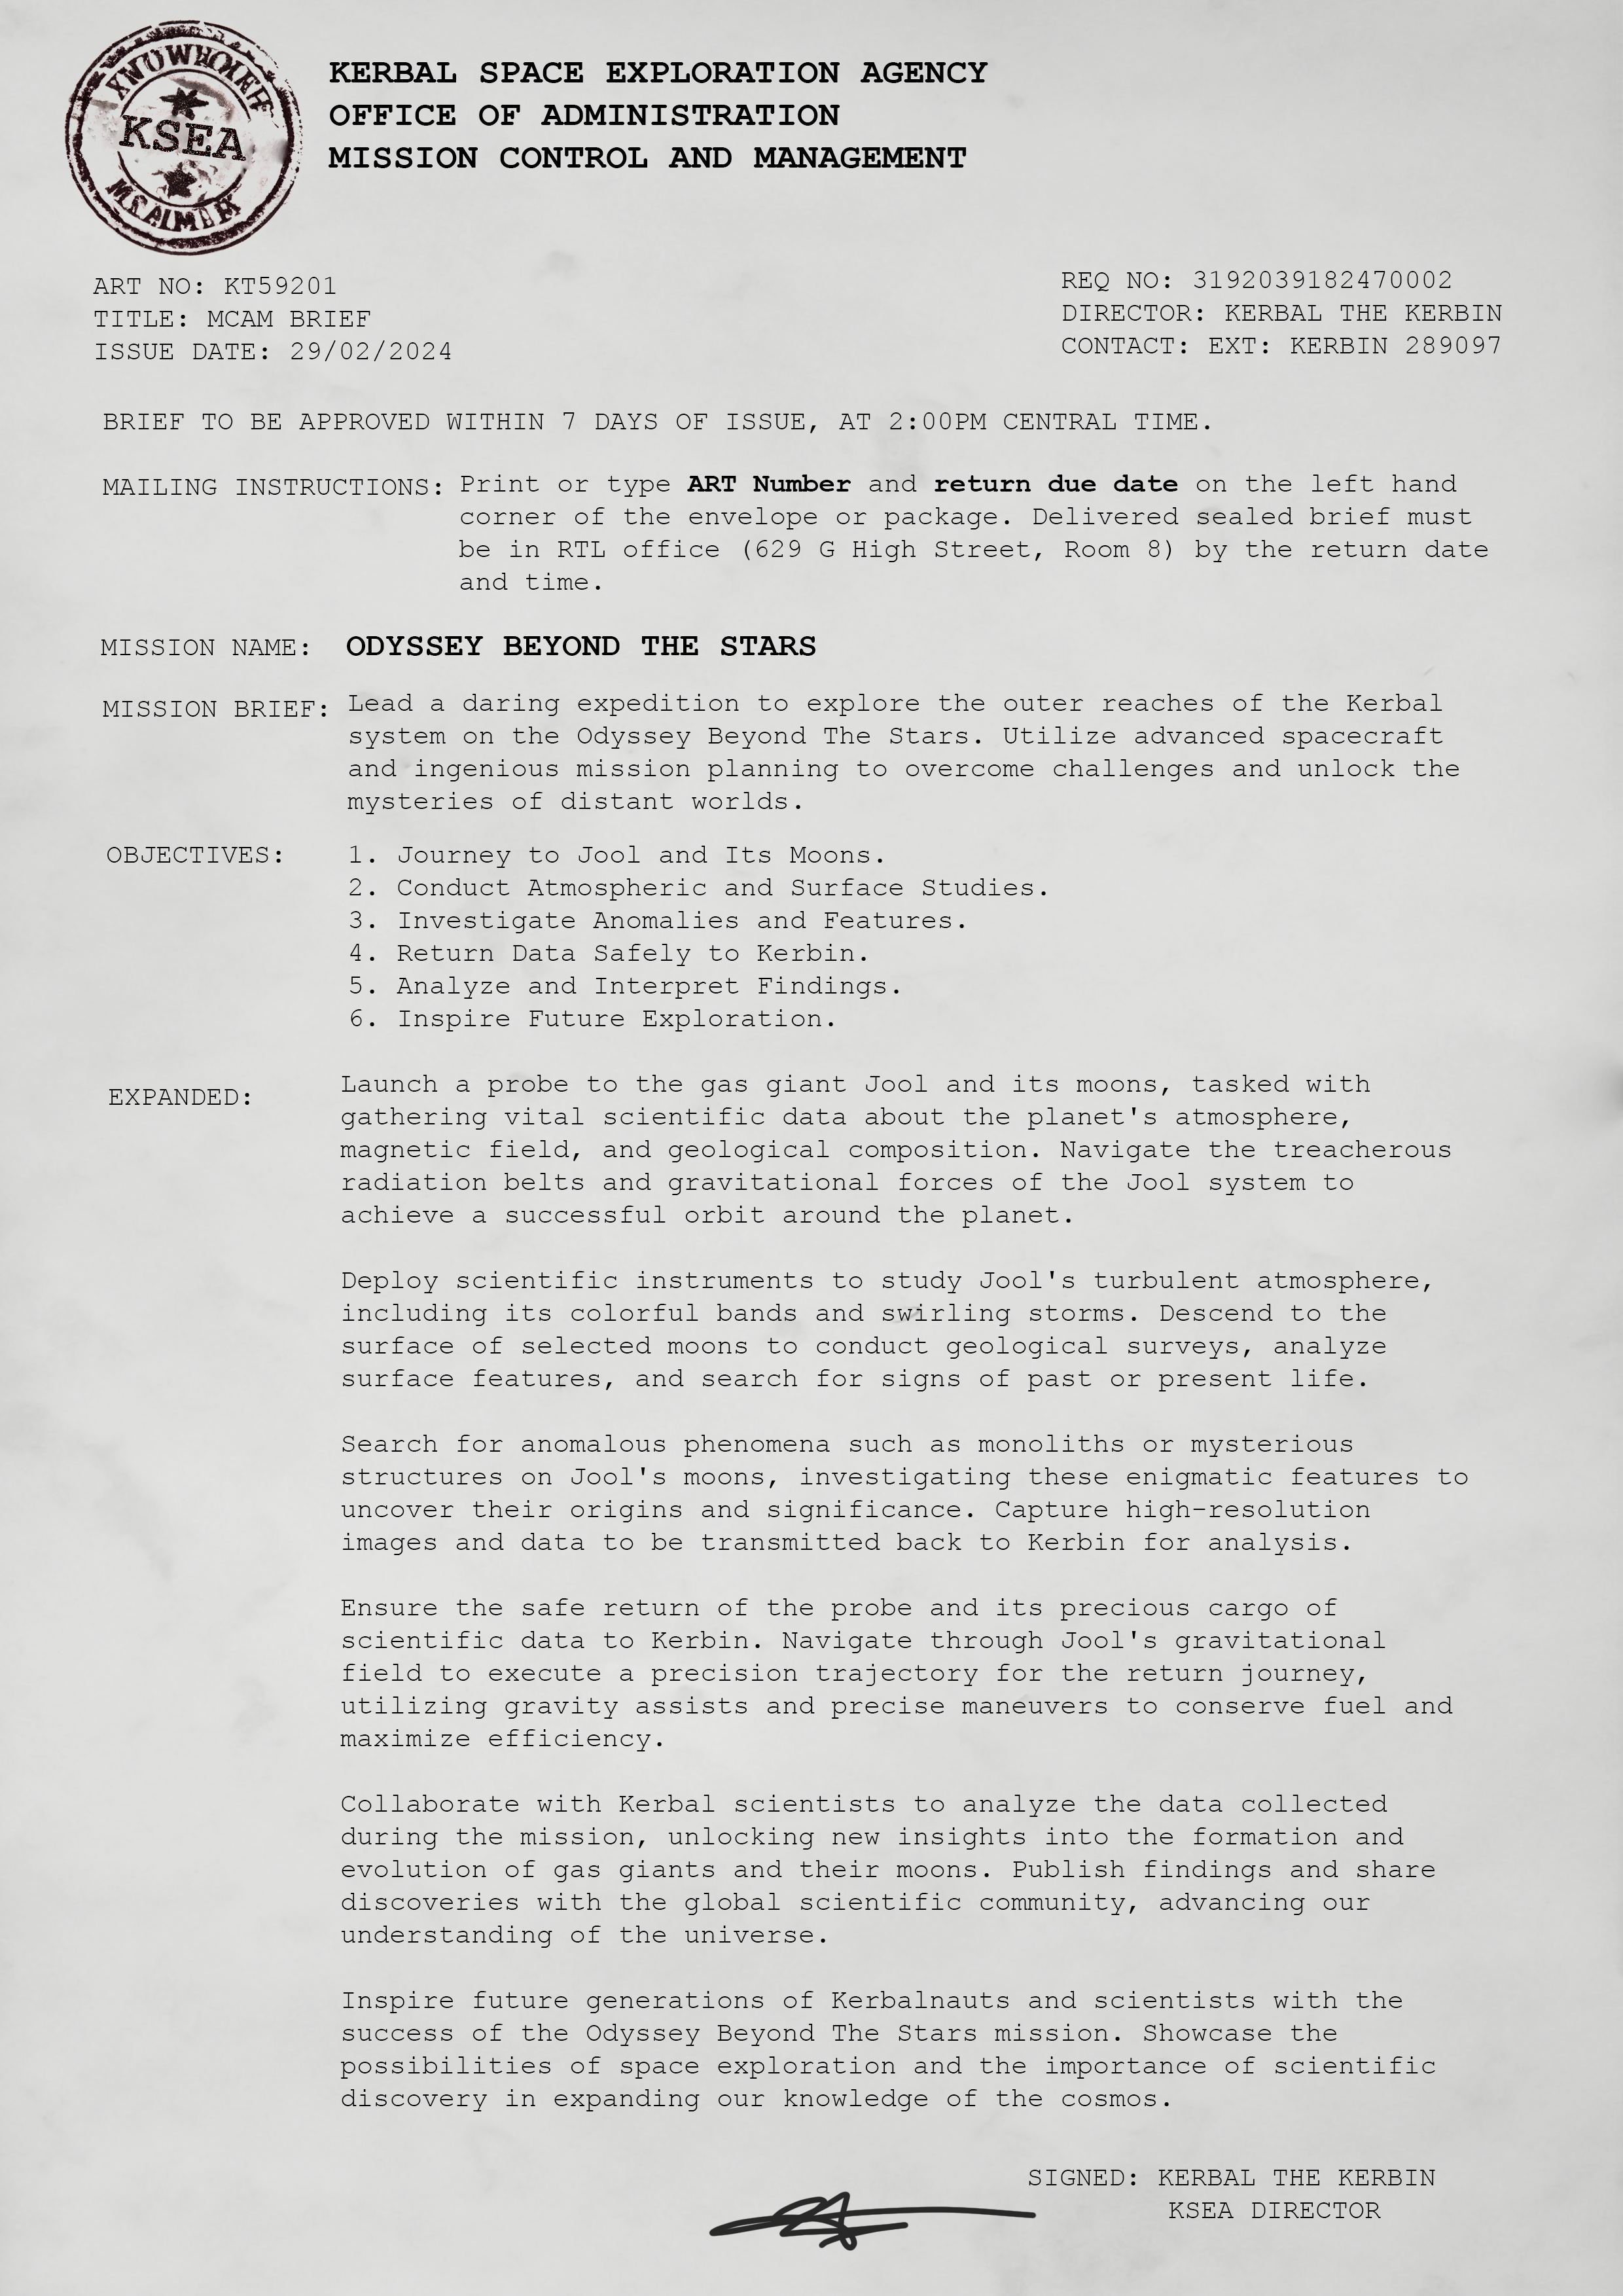 KSEA
KERBAL SPACE EXPLORATION AGENCY
OFFICE OF ADMINISTRATION
MISSION CONTROL AND MANAGEMENT
ART NO: KT59201
TITLE: MCAM BRIEF
ISSUE DATE: 29/02/2024
REQ NO: 3192039182470002
DIRECTOR: KERBAL THE KERBIN
CONTACT: EXT: KERBIN 289097
BRIEF TO BE APPROVED WITHIN 7 DAYS OF ISSUE, AT 2:00PM CENTRAL TIME.
MAILING INSTRUCTIONS: Print or type ART Number and return due date on the left hand
corner of the envelope or package. Delivered sealed brief must
be in RTL office (629 G High Street, Room 8) by the return date
and time.
MISSION NAME: ODYSSEY BEYOND THE STARS
MISSION BRIEF: Lead a daring expedition to explore the outer reaches of the Kerbal
system on the Odyssey Beyond The Stars. Utilize advanced spacecraft
and ingenious mission planning to overcome challenges and unlock the
mysteries of distant worlds.
OBJECTIVES: 1. Journey to Jool and Its Moons.
2. Conduct Atmospheric and Surface Studies.
3. Investigate Anomalies and Features.
4. Return Data Safely to Kerbin.
5. Analyze and Interpret Findings.
6. Inspire Future Exploration.
EXPANDED: Launch a probe to the gas giant Jool and its moons, tasked with
gathering vital scientific data about the planet's atmosphere,
magnetic field, and geological composition. Navigate the treacherous
radiation belts and gravitational forces of the Jool system to
achieve a successful orbit around the planet.
Deploy scientific instruments to study Jool's turbulent atmosphere,
including its colorful bands and swirling storms. Descend to the
surface of selected moons to conduct geological surveys, analyze
surface features, and search for signs of past or present life.
Search for anomalous phenomena such as monoliths or mysterious
structures on Jool's moons, investigating these enigmatic features to
uncover their origins and significance. Capture high-resolution
images and data to be transmitted back to Kerbin for analysis.
Ensure the safe return of the probe and its precious cargo of
scientific data to Kerbin. Navigate through Jool's gravitational
field to execute a precision trajectory for the return journey,
utilizing gravity assists and precise maneuvers to conserve fuel and
maximize efficiency.
Collaborate with Kerbal scientists to analyze the data collected
during the mission, unlocking new insights into the formation and
evolution of gas giants and their moons. Publish findings and share
discoveries with the global scientific community, advancing our
understanding of the universe.
Inspire future generations of Kerbalnauts and scientists with the
success of the Odyssey Beyond The Stars mission. Showcase the
possibilities of space exploration and the importance of scientific
discovery in expanding our knowledge of the cosmos.
SIGNED: KERBAL THE KERBIN
KSEA DIRECTOR